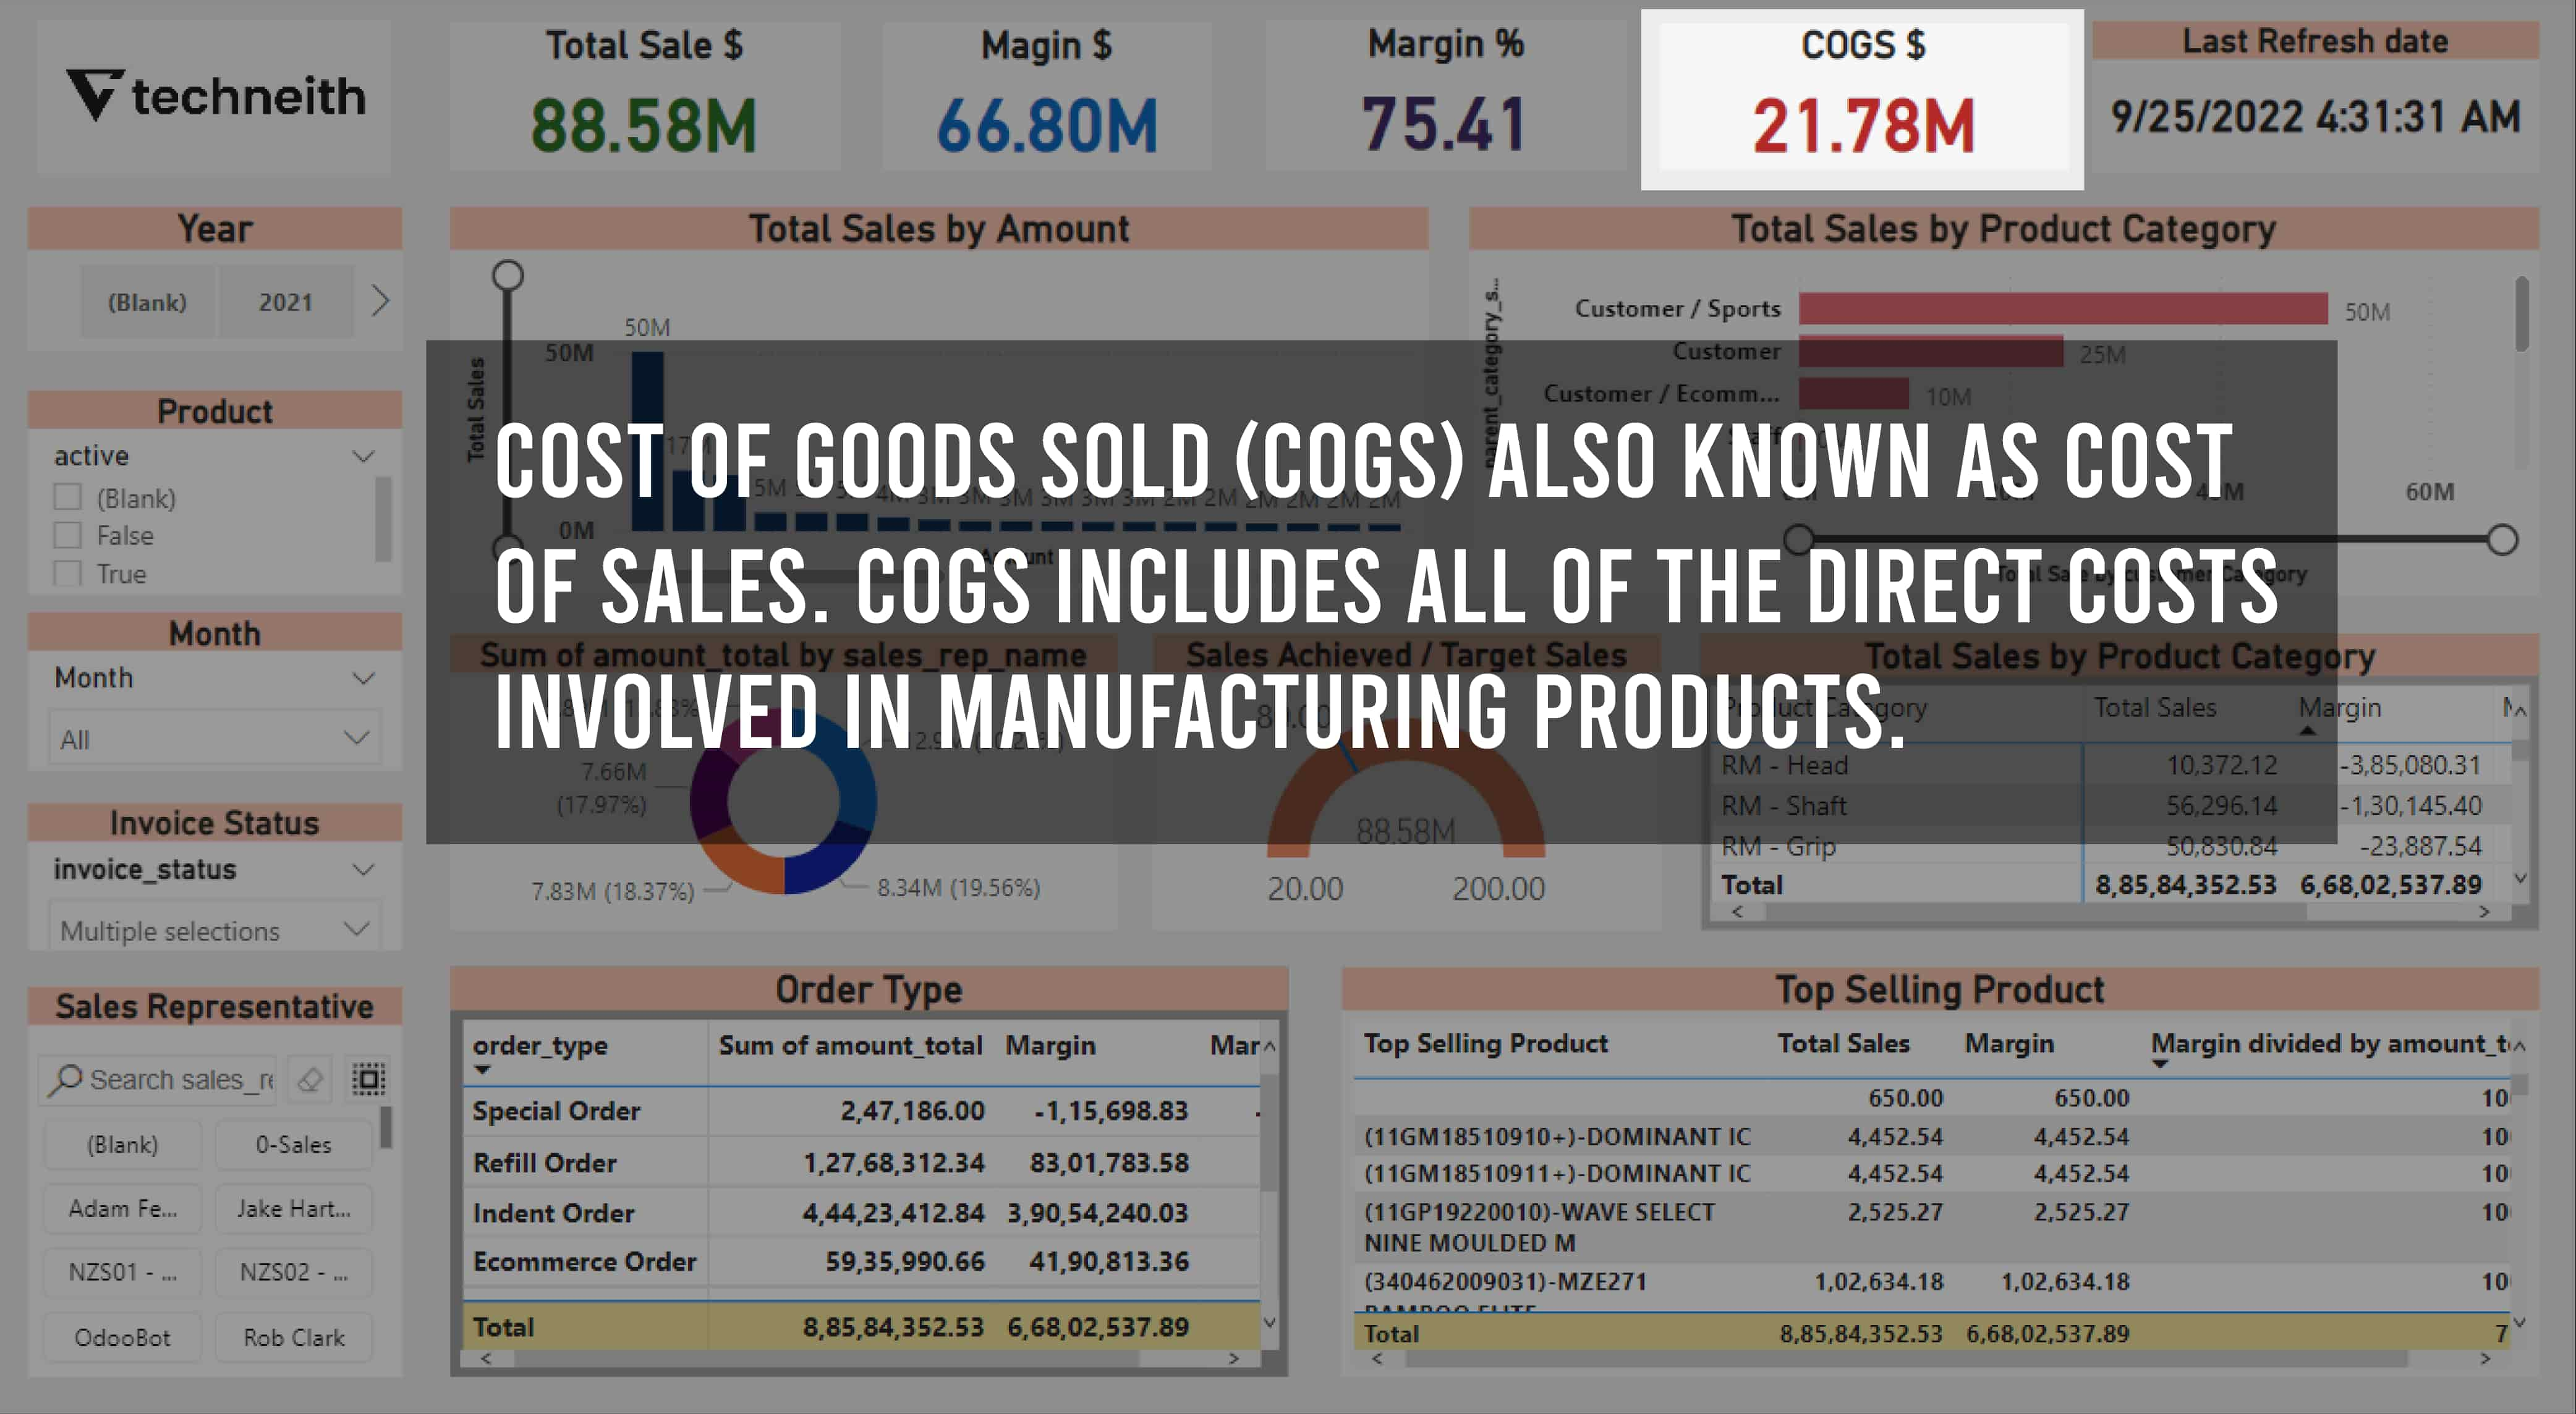 techneith
Total Sale $
88.58M
Magin $
66.80M
Margin %
75.41
COGS $
21.78M
Last Refresh date
9/25/2022 4:31:31 AM
Year
(Blank)
2021
Product
active
(Blank)
False
True
Month
Month
All
Invoice Status
invoice_status
Multiple selections
Sales Representative
Search sales_re
(Blank)
0-Sales
Adam Fe...
Jake Hart...
NZS01 - ...
NZS02 - ...
OdooBot
Rob Clark
Total Sales by Amount
Total Sales
50M
50M
0M
Total Sales by Product Category
parent_category_s...
Customer / Sports
50M
Customer
25M
Customer / Ecomm...
10M
60M
COST OF GOODS SOLD (COGS) ALSO KNOWN AS COST
OF SALES. COGS INCLUDES ALL OF THE DIRECT COSTS
INVOLVED IN MANUFACTURING PRODUCTS.
Sum of amount_total by sales_rep_name
7.66M
(17.97%)
7.83M (18.37%)
8.34M (19.56%)
Sales Achieved / Target Sales
88.58M
20.00
200.00
Total Sales by Product Category
Product Category Total Sales Margin
RM - Head 10,372.12 -3,85,080.31
RM - Shaft 56,296.14 -1,30,145.40
RM - Grip 50,830.84 -23,887.54
Total 8,85,84,352.53 6,68,02,537.89
Order Type
order_type Sum of amount_total Margin Mar
Special Order 2,47,186.00 -1,15,698.83
Refill Order 1,27,68,312.34 83,01,783.58
Indent Order 4,44,23,412.84 3,90,54,240.03
Ecommerce Order 59,35,990.66 41,90,813.36
Total 8,85,84,352.53 6,68,02,537.89
Top Selling Product
Top Selling Product Total Sales Margin Margin divided by amount_t
650.00 650.00 10
(11GM18510910+)-DOMINANT IC 4,452.54 4,452.54 10
(11GM18510911+)-DOMINANT IC 4,452.54 4,452.54 10
(11GP19220010)-WAVE SELECT 2,525.27 2,525.27 10
NINE MOULDED M
(340462009031)-MZE271 1,02,634.18 1,02,634.18 10
Total 8,85,84,352.53 6,68,02,537.89 7